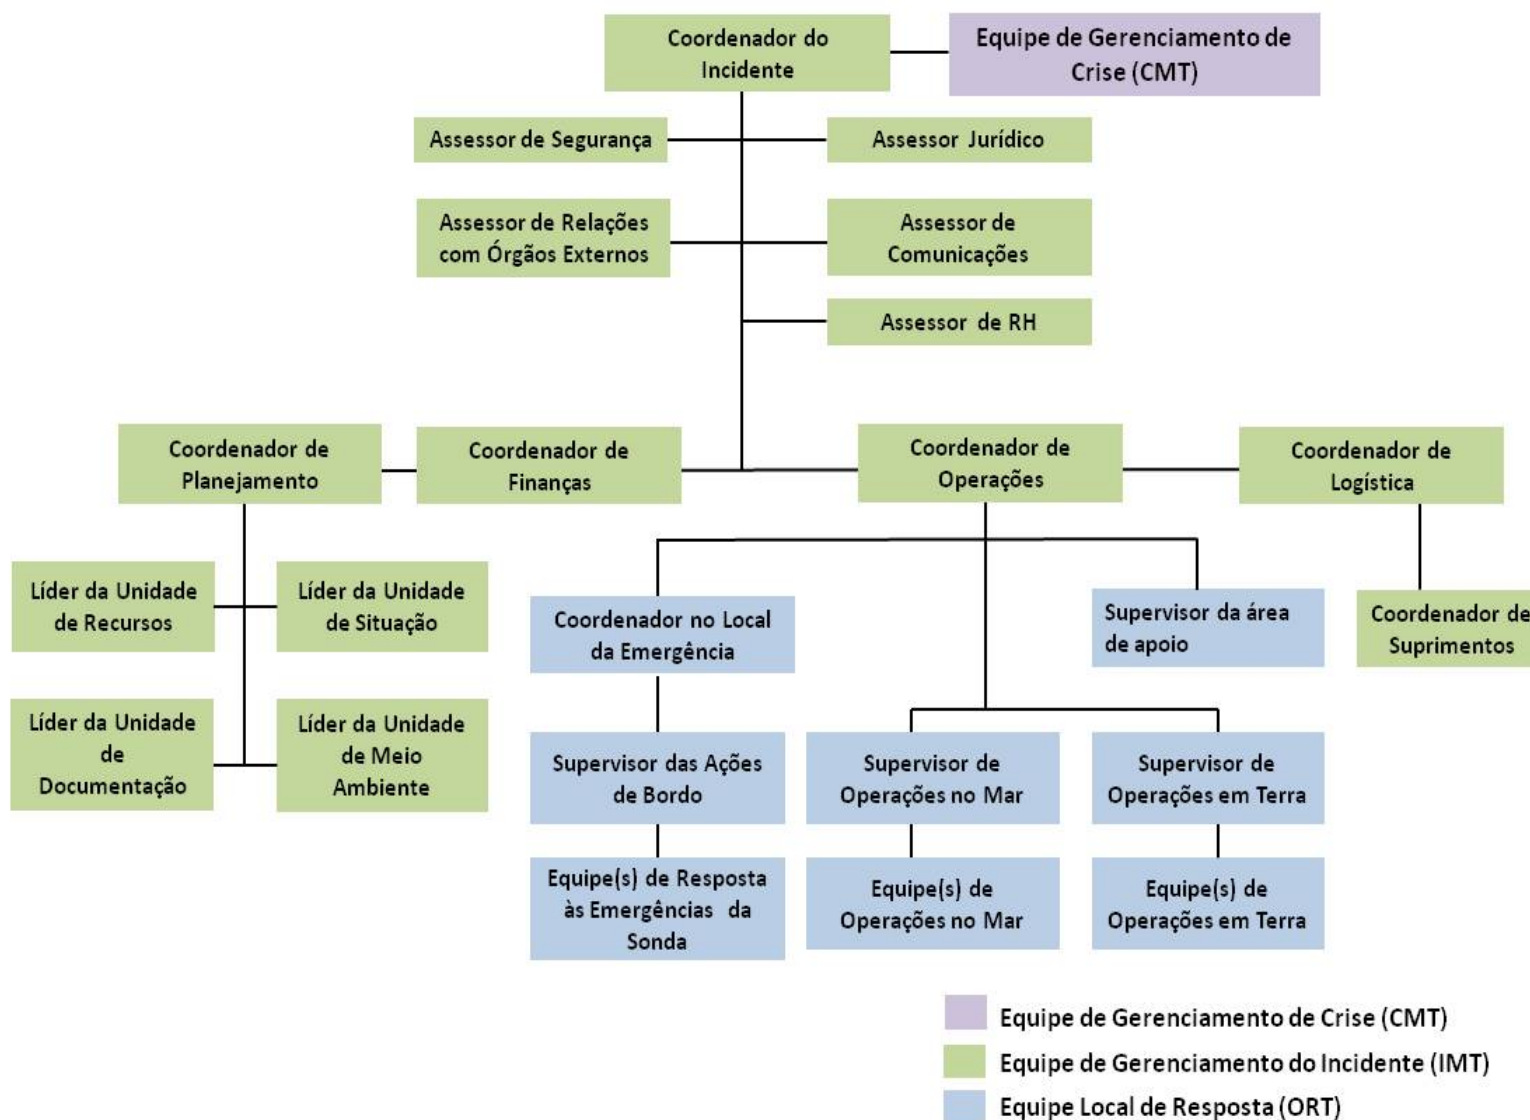 Coordenador do
Incidente
Equipe de Gerenciamento de
Crise (CMT)
Assessor de Segurança
Assessor Jurídico
Assessor de Relações
com Órgãos Externos
Assessor de
Comunicações
Assessor de RH
Coordenador de
Planejamento
Coordenador de
Finanças
Coordenador de
Operações
Coordenador de
Logística
Líder da Unidade
de Recursos
Líder da Unidade
de Situação
Coordenador no Local
da Emergência
Supervisor da área
de apoio
Coordenador de
Suprimentos
Líder da Unidade
de
Documentação
Líder da Unidade
de Meio
Ambiente
Supervisor das Ações
de Bordo
Supervisor de
Operações no Mar
Supervisor de
Operações em Terra
Equipe(s) de Resposta
às Emergências da
Sonda
Equipe(s) de
Operações no Mar
Equipe(s) de
Operações em Terra
Equipe de Gerenciamento de Crise (CMT)
Equipe de Gerenciamento do Incidente (IMT)
Equipe Local de Resposta (ORT)